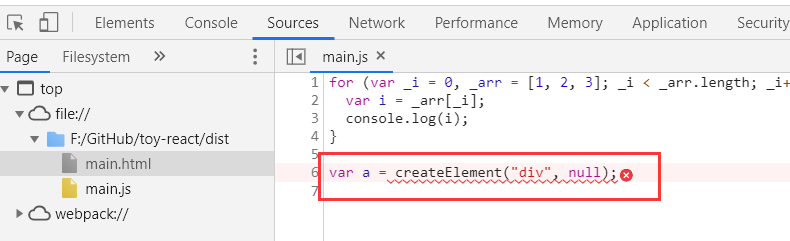 Elements Console Sources Network Performance Memory Application Security
Page Filesystem » main.js ×
top
file://
F:/GitHub/toy-react/dist
main.html
main.js
webpack://
1 for (var _i = 0, _arr = [1, 2, 3]; _i < _arr.length; _i+
2 var i = _arr[_i];
3 console.log(i);
4 }
5
6 var a = createElement("div", null);
7